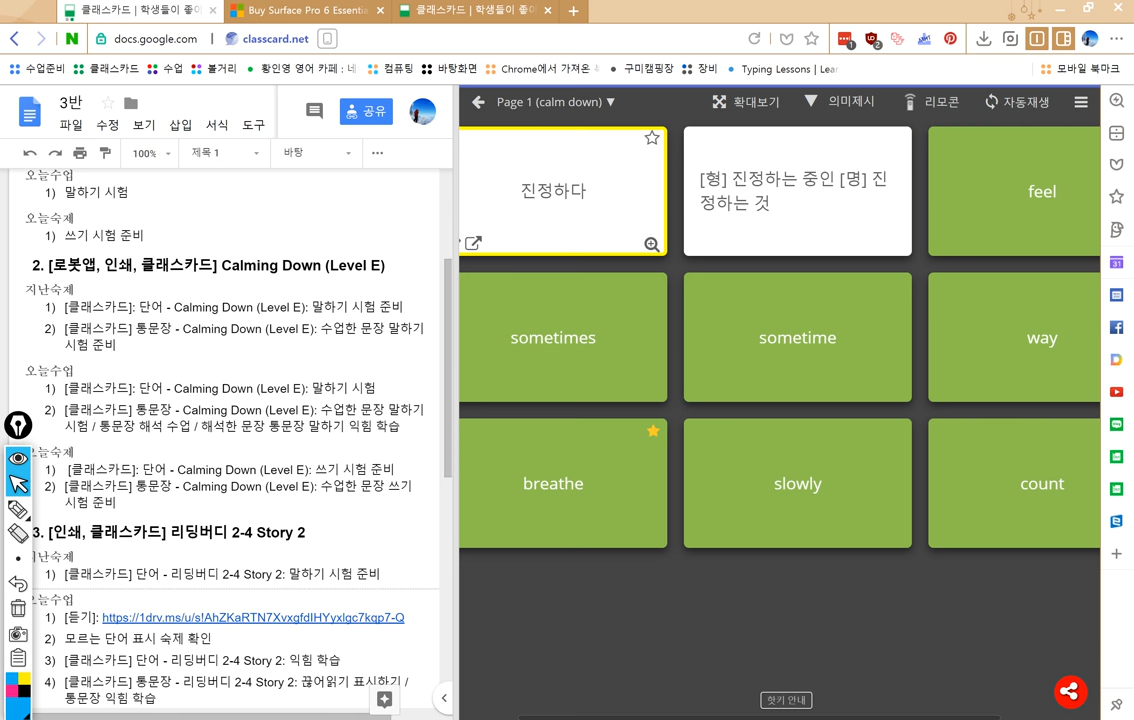 클래스카드 | 학생들이 좋아
Buy Surface Pro 6 Essentia
클래스카드 | 학생들이 좋아
docs.google.com
classcard.net
수업준비
클래스카드
수업
볼거리
황인영 영어 카페 : 네
컴퓨팅
바탕화면
Chrome에서 가져온
구미캠핑장
장비
Typing Lessons | Lear
모바일 북마크
3반
파일 수정 보기 삽입 서식 도구
공유
100% 제목 1 바탕
오늘수업
1) 말하기 시험
오늘숙제
1) 쓰기 시험 준비
2. [로봇앱, 인쇄, 클래스카드] Calming Down (Level E)
지난숙제
1) [클래스카드]: 단어 - Calming Down (Level E): 말하기 시험 준비
2) [클래스카드] 통문장 - Calming Down (Level E): 수업한 문장 말하기
시험 준비
오늘수업
1) [클래스카드]: 단어 - Calming Down (Level E): 말하기 시험
2) [클래스카드] 통문장 - Calming Down (Level E): 수업한 문장 말하기
시험 / 통문장 해석 수업 / 해석한 문장 통문장 말하기 익힘 학습
오늘숙제
1) [클래스카드]: 단어 - Calming Down (Level E): 쓰기 시험 준비
2) [클래스카드] 통문장 - Calming Down (Level E): 수업한 문장 쓰기
시험 준비
3. [인쇄, 클래스카드] 리딩버디 2-4 Story 2
지난숙제
1) [클래스카드] 단어 - 리딩버디 2-4 Story 2: 말하기 시험 준비
오늘수업
1) [듣기]: https://1drv.ms/u/s!AhZKaRTN7XvxgfdIHYyxlgc7kqp7-Q
2) 모르는 단어 표시 숙제 확인
3) [클래스카드] 단어 - 리딩버디 2-4 Story 2: 익힘 학습
4) [클래스카드] 통문장 - 리딩버디 2-4 Story 2: 끊어읽기 표시하기 /
통문장 익힘 학습
Page 1 (calm down) ▼
확대보기
의미제시
리모콘
자동재생
진정하다
[형] 진정하는 중인 [명] 진
정하는 것
feel
sometimes
sometime
way
breathe
slowly
count
핫키 안내